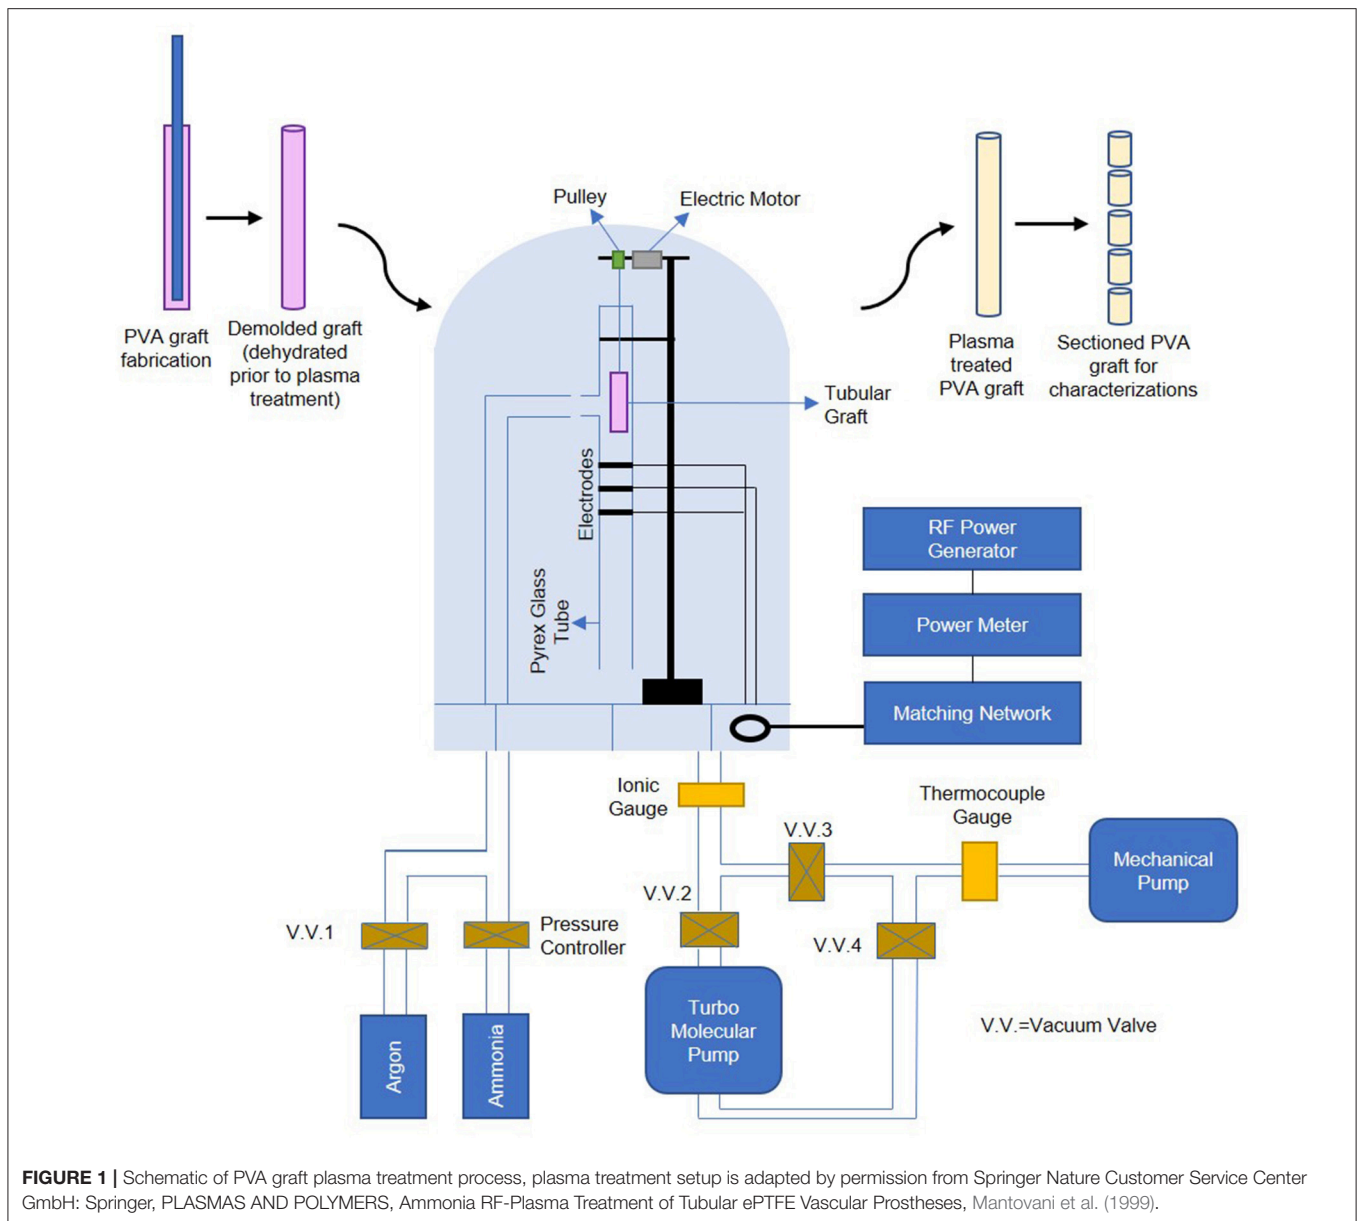 Pulley
Electric Motor
PVA graft
fabrication
Demolded graft
(dehydrated
prior to plasma
treatment)
Plasma
treated
PVA graft
Sectioned PVA
graft for
characterizations
Tubular
Graft
Electrodes
Pyrex Glass
Tube
RF Power
Generator
Power Meter
Matching Network
Ionic
Gauge
Thermocouple
Gauge
V.V.3
Mechanical
Pump
V.V.2
V.V.1
Pressure
Controller
V.V.4
Turbo
Molecular
Pump
V.V.=Vacuum Valve
Argon
Ammonia
FIGURE 1 | Schematic of PVA graft plasma treatment process, plasma treatment setup is adapted by permission from Springer Nature Customer Service Center
GmbH: Springer, PLASMAS AND POLYMERS, Ammonia RF-Plasma Treatment of Tubular ePTFE Vascular Prostheses, Mantovani et al. (1999).